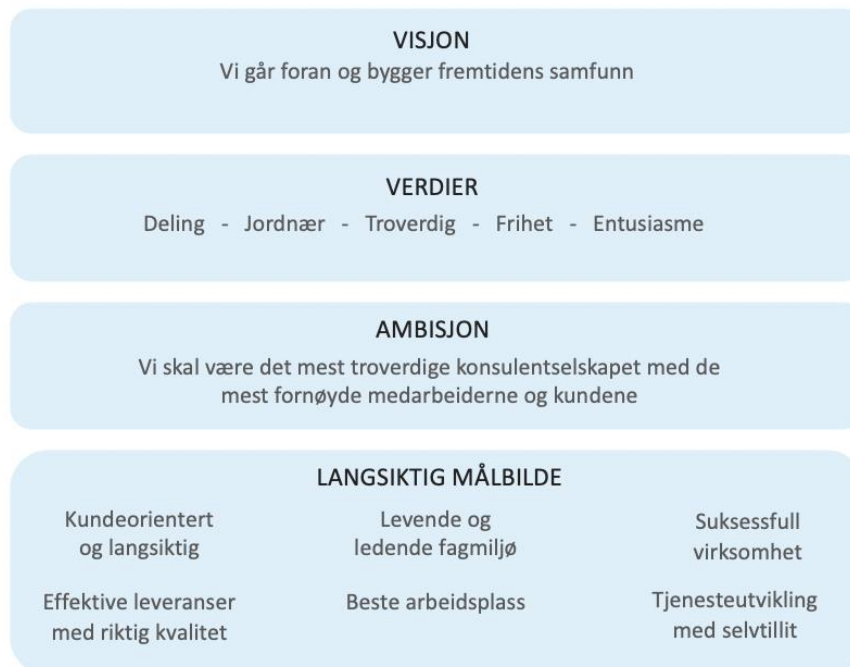 VISJON
Vi går foran og bygger fremtidens samfunn
VERDIER
Deling - Jordnær - Troverdig - Frihet - Entusiasme
AMBISJON
Vi skal være det mest troverdige konsulentselskapet med de
mest fornøyde medarbeiderne og kundene
LANGSIKTIG MÅLBILDE
Kundeorientert
og langsiktig
Levende og
ledende fagmiljø
Suksessfull
virksomhet
Effektive leveranser
med riktig kvalitet
Beste arbeidsplass
Tjenesteutvikling
med selvtillit